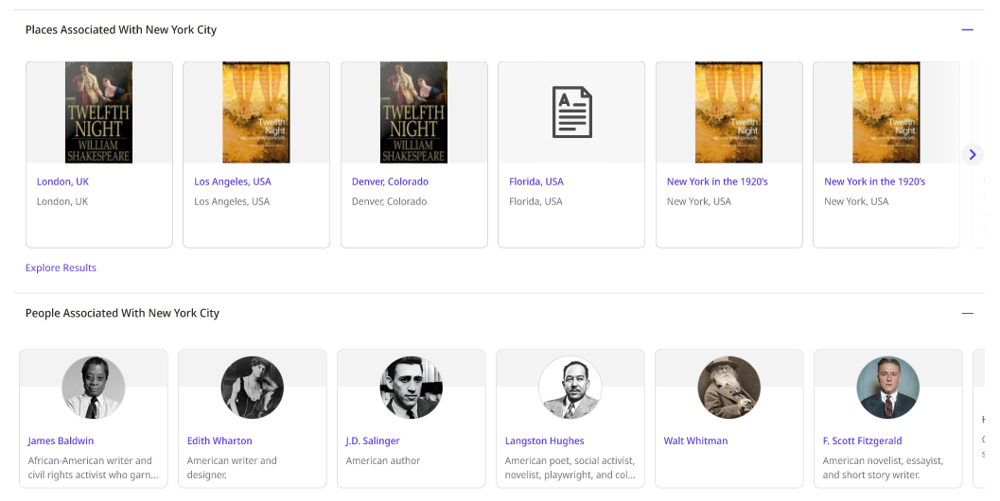 Places Associated With New York City
TWELFTH
NIGHT
WILLIAM
SHAKESPEARE
Twelfth
Night
TWELFTH
NIGHT
WILLIAM
SHAKESPEARE
A
Twelfth
Night
Twelfth
Night
London, UK
Los Angeles, USA
Denver, Colorado
Florida, USA
New York in the 1920's
New York in the 1920's
London, UK
Los Angeles, USA
Denver, Colorado
Florida, USA
New York, USA
New York, USA
Explore Results
People Associated With New York City
James Baldwin
African-American writer and
civil rights activist who garn...
Edith Wharton
American writer and
designer.
J.D. Salinger
American author
Langston Hughes
American poet, social activist,
novelist, playwright, and col...
Walt Whitman
F. Scott Fitzgerald
American novelist, essayist,
and short story writer.